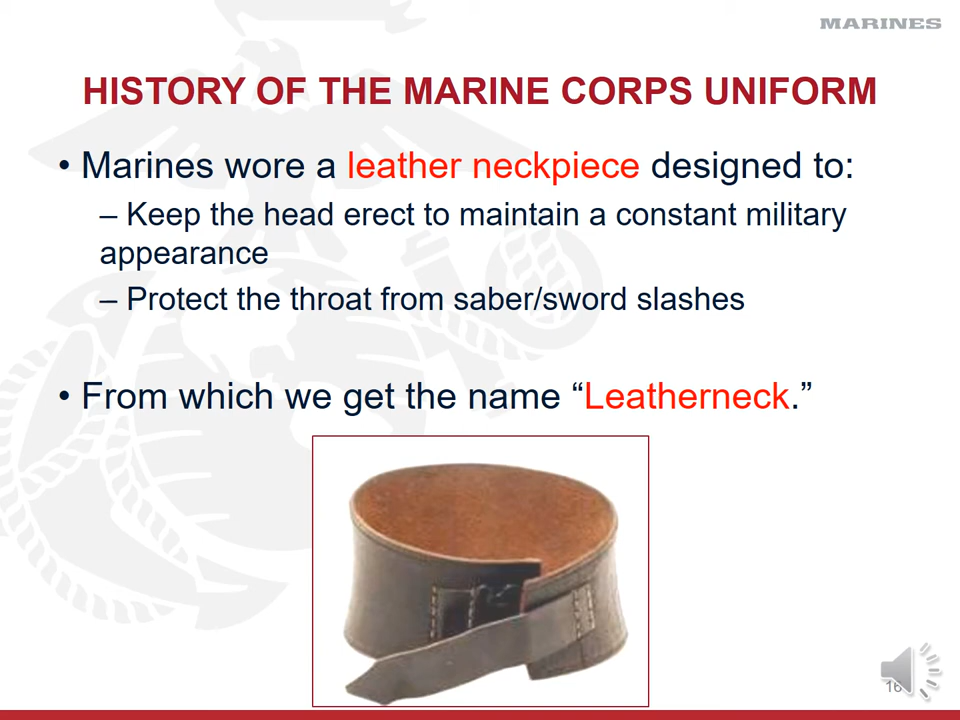 MARINES
HISTORY OF THE MARINE CORPS UNIFORM
• Marines wore a leather neckpiece designed to:
– Keep the head erect to maintain a constant military
appearance
– Protect the throat from saber/sword slashes
• From which we get the name “Leatherneck.”
16